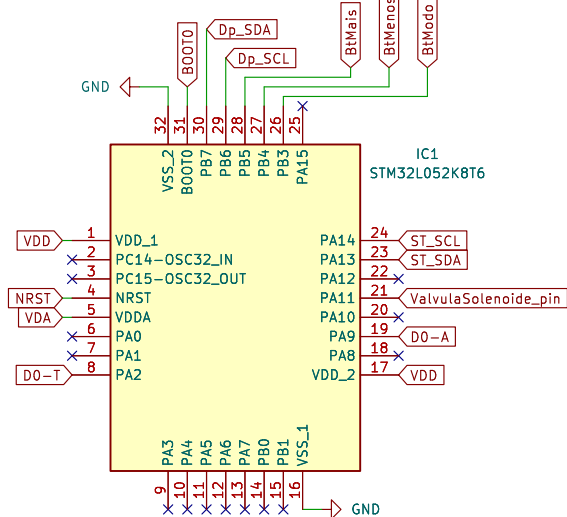 BtMais
BtMenos
BtModo
Dp_SDA
BOOT0
Dp_SCL
GND
32
31
30
29
28
27
26
25
VSS_2
BOOT0
PB7
PB6
PB5
PB4
PB3
PA15
IC1
STM32L052K8T6
VDD
1
VDD_1
PA14
24
ST_SCL
2
PC14-OSC32_IN
PA13
23
ST_SDA
3
PC15-OSC32_OUT
PA12
22
NRST
4
NRST
PA11
21
ValvulaSolenoide_pin
VDA
5
VDDA
PA10
20
6
PA0
PA9
19
D0-A
7
PA1
PA8
18
D0-T
8
PA2
VDD_2
17
VDD
PA3
PA4
PA5
PA6
PA7
PB0
PB1
VSS_1
9
10
11
12
13
14
15
16
GND